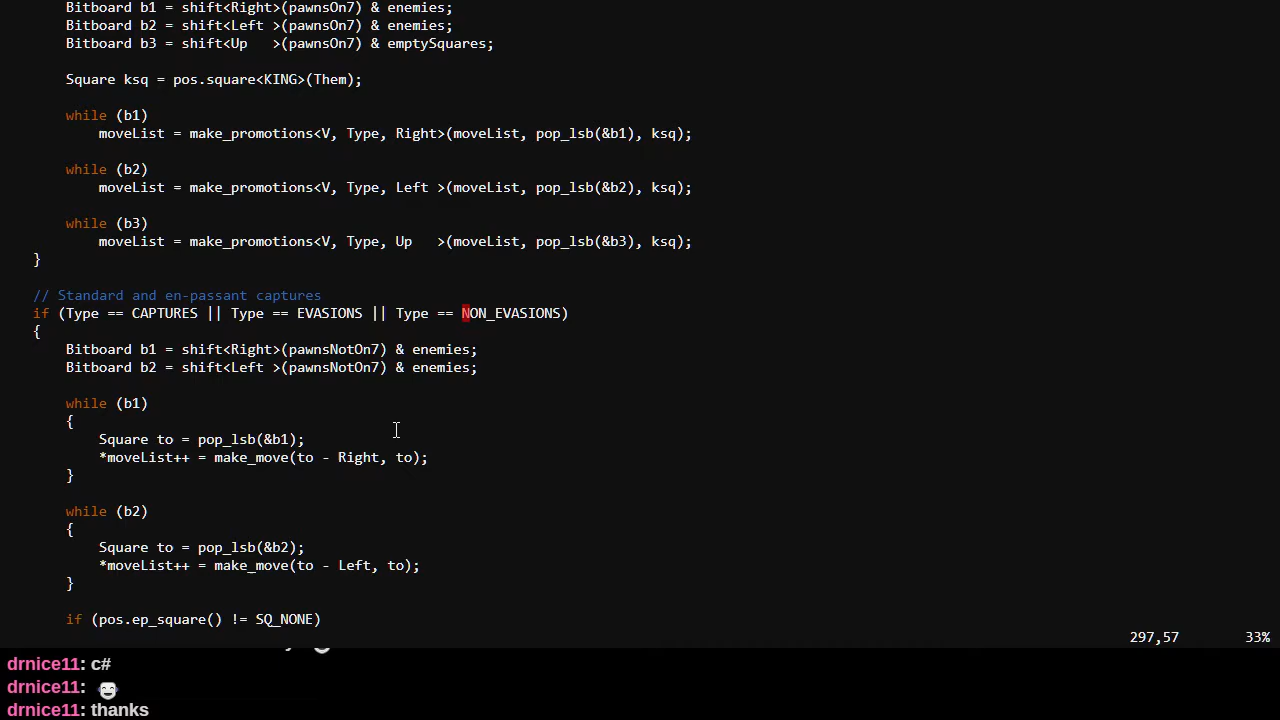 Bitboard b1 = shift<Right>(pawnsOn7) & enemies;
Bitboard b2 = shift<Left >(pawnsOn7) & enemies;
Bitboard b3 = shift<Up   >(pawnsOn7) & emptySquares;
Square ksq = pos.square<KING>(Them);
while (b1)
moveList = make_promotions<V, Type, Right>(moveList, pop_lsb(&b1), ksq);
while (b2)
moveList = make_promotions<V, Type, Left >(moveList, pop_lsb(&b2), ksq);
while (b3)
moveList = make_promotions<V, Type, Up   >(moveList, pop_lsb(&b3), ksq);
}
// Standard and en-passant captures
if (Type == CAPTURES || Type == EVASIONS || Type == NON_EVASIONS)
{
Bitboard b1 = shift<Right>(pawnsNotOn7) & enemies;
Bitboard b2 = shift<Left >(pawnsNotOn7) & enemies;
while (b1)
{
Square to = pop_lsb(&b1);
*moveList++ = make_move(to - Right, to);
}
while (b2)
{
Square to = pop_lsb(&b2);
*moveList++ = make_move(to - Left, to);
}
if (pos.ep_square() != SQ_NONE)
297,57 33%
drnice11: c#
drnice11:
drnice11: thanks